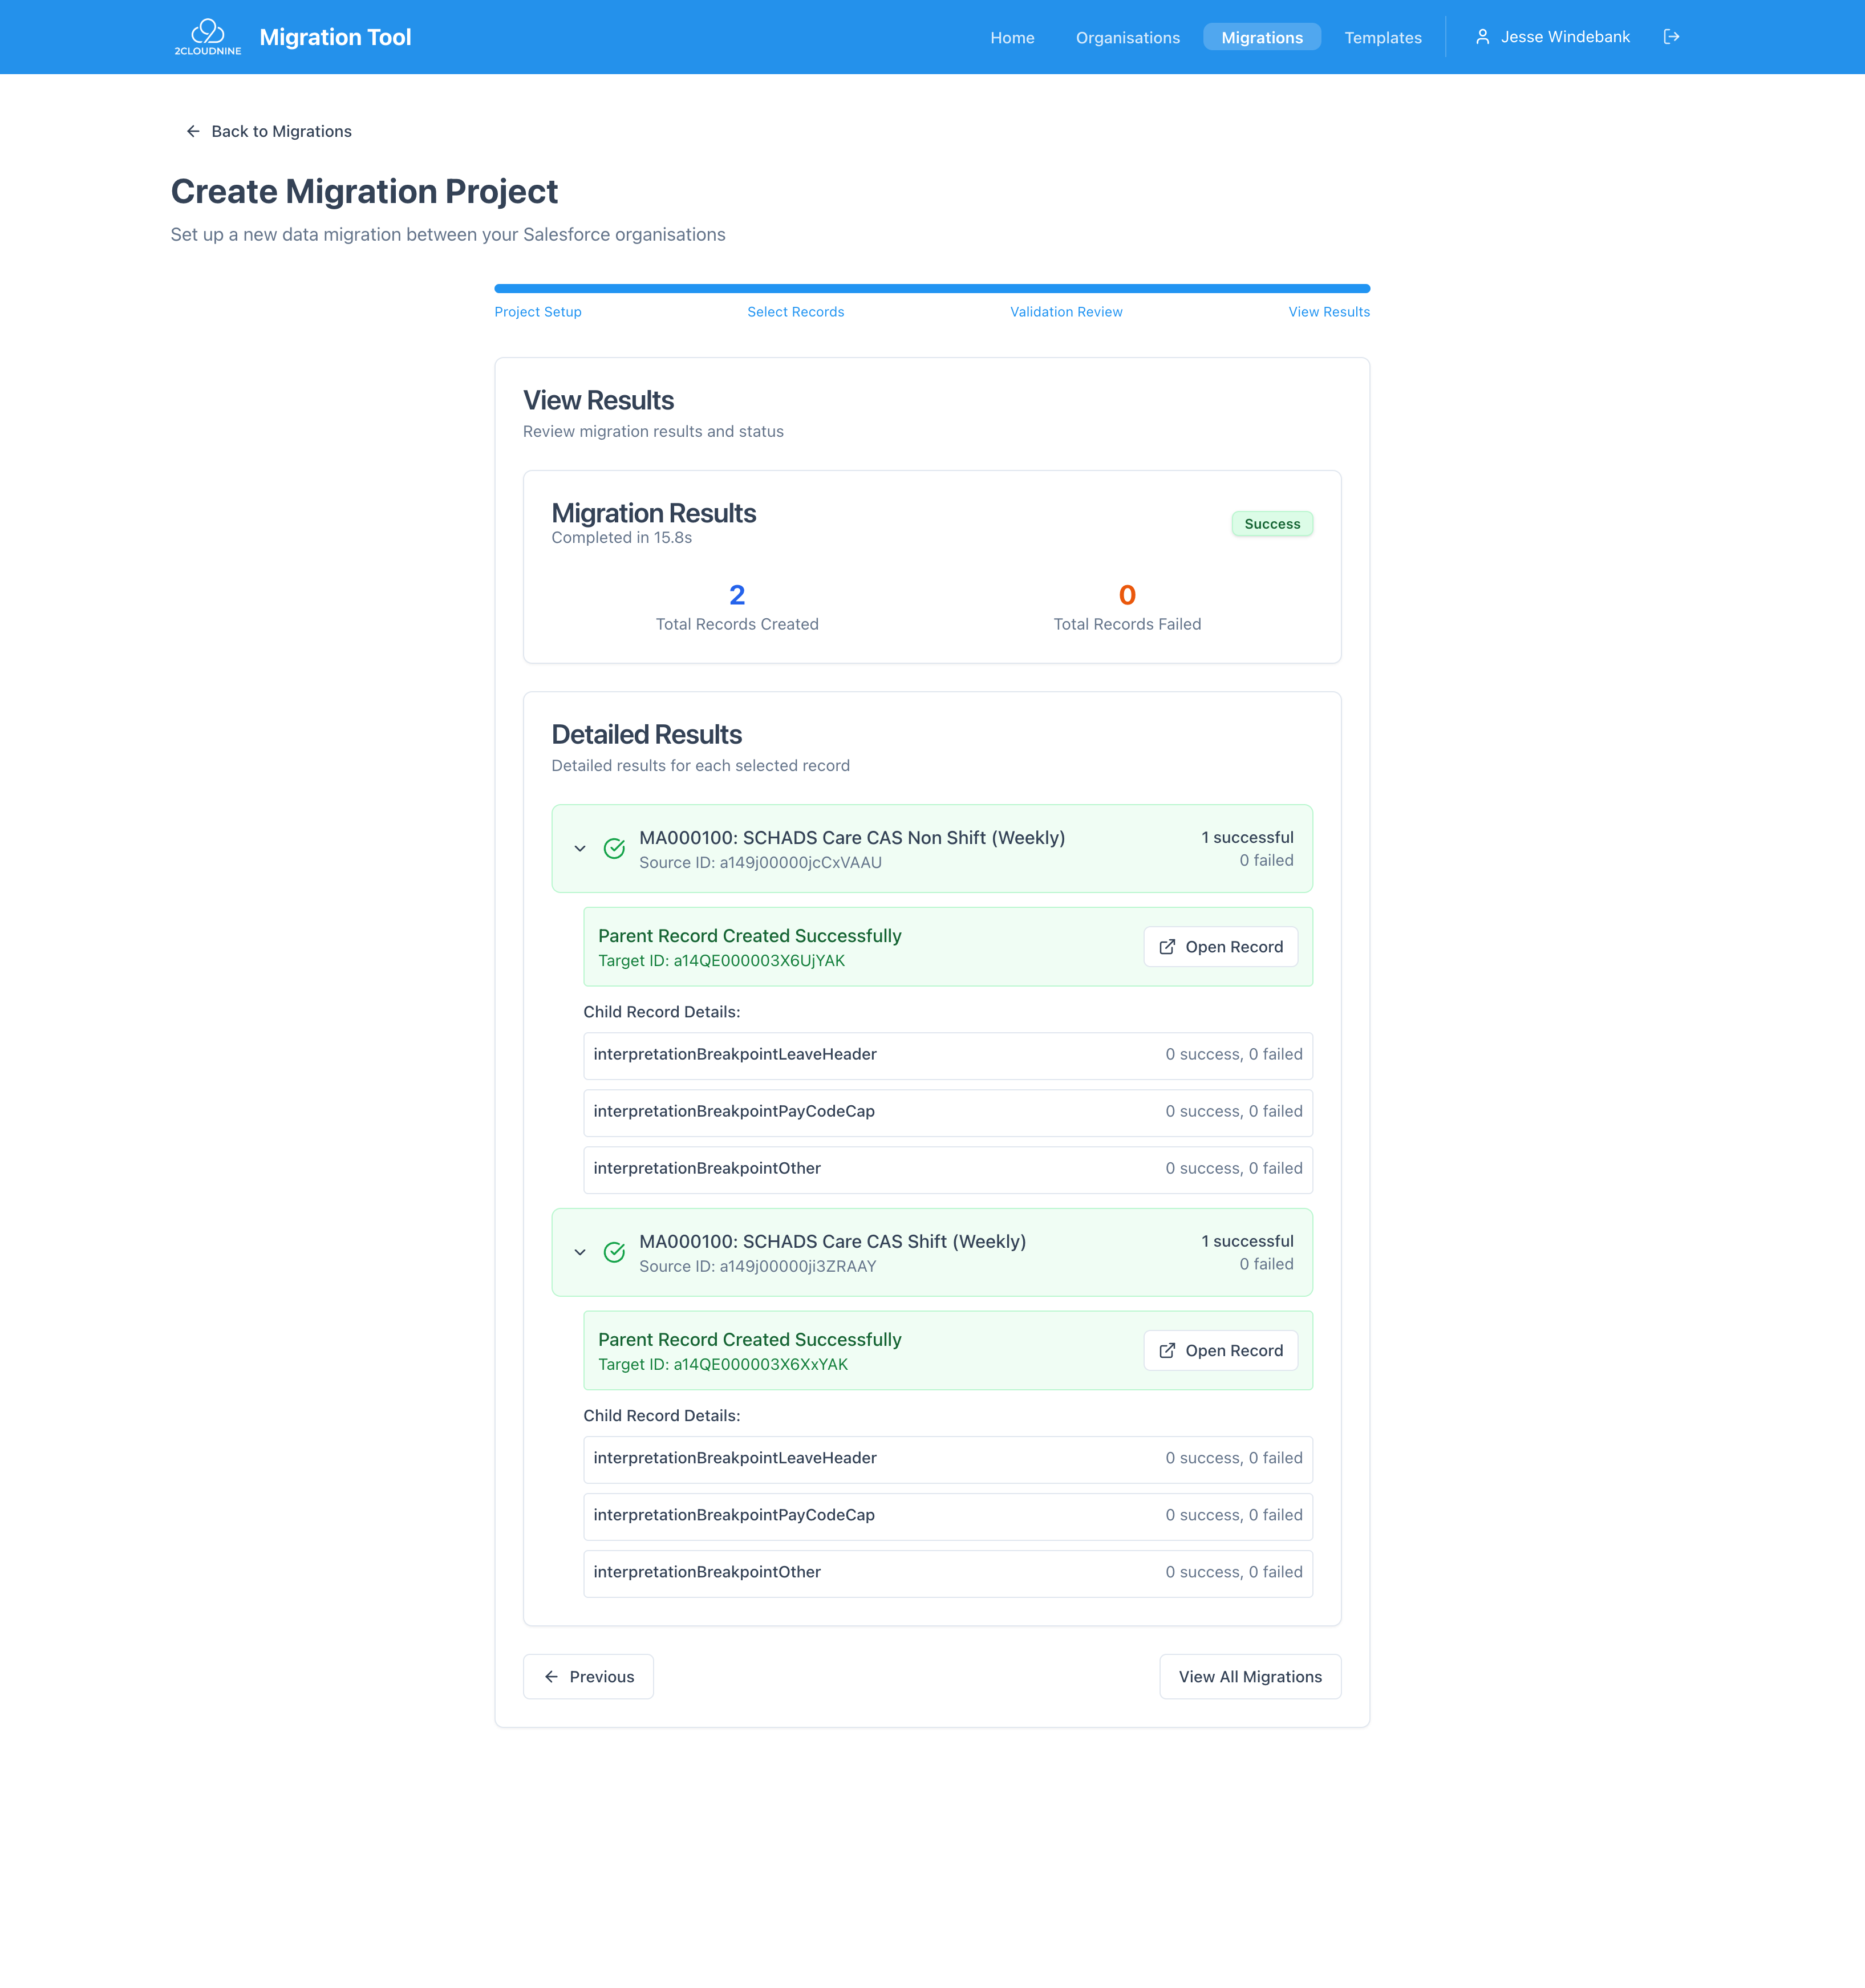 2CLOUDNINE
Migration Tool
Home
Organisations
Migrations
Templates
Jesse Windebank
Back to Migrations
Create Migration Project
Set up a new data migration between your Salesforce organisations
Project Setup
Select Records
Validation Review
View Results
View Results
Review migration results and status
Migration Results
Completed in 15.8s
Success
2
Total Records Created
0
Total Records Failed
Detailed Results
Detailed results for each selected record
MA000100: SCHADS Care CAS Non Shift (Weekly)
Source ID: a149j00000jcCxVAAU
1 successful
0 failed
Parent Record Created Successfully
Target ID: a14QE000003X6UjYAK
Open Record
Child Record Details:
interpretationBreakpointLeaveHeader
0 success, 0 failed
interpretationBreakpointPayCodeCap
0 success, 0 failed
interpretationBreakpointOther
0 success, 0 failed
MA000100: SCHADS Care CAS Shift (Weekly)
Source ID: a149j00000ji3ZRAAY
1 successful
0 failed
Parent Record Created Successfully
Target ID: a14QE000003X6XxYAK
Open Record
Child Record Details:
interpretationBreakpointLeaveHeader
0 success, 0 failed
interpretationBreakpointPayCodeCap
0 success, 0 failed
interpretationBreakpointOther
0 success, 0 failed
Previous
View All Migrations